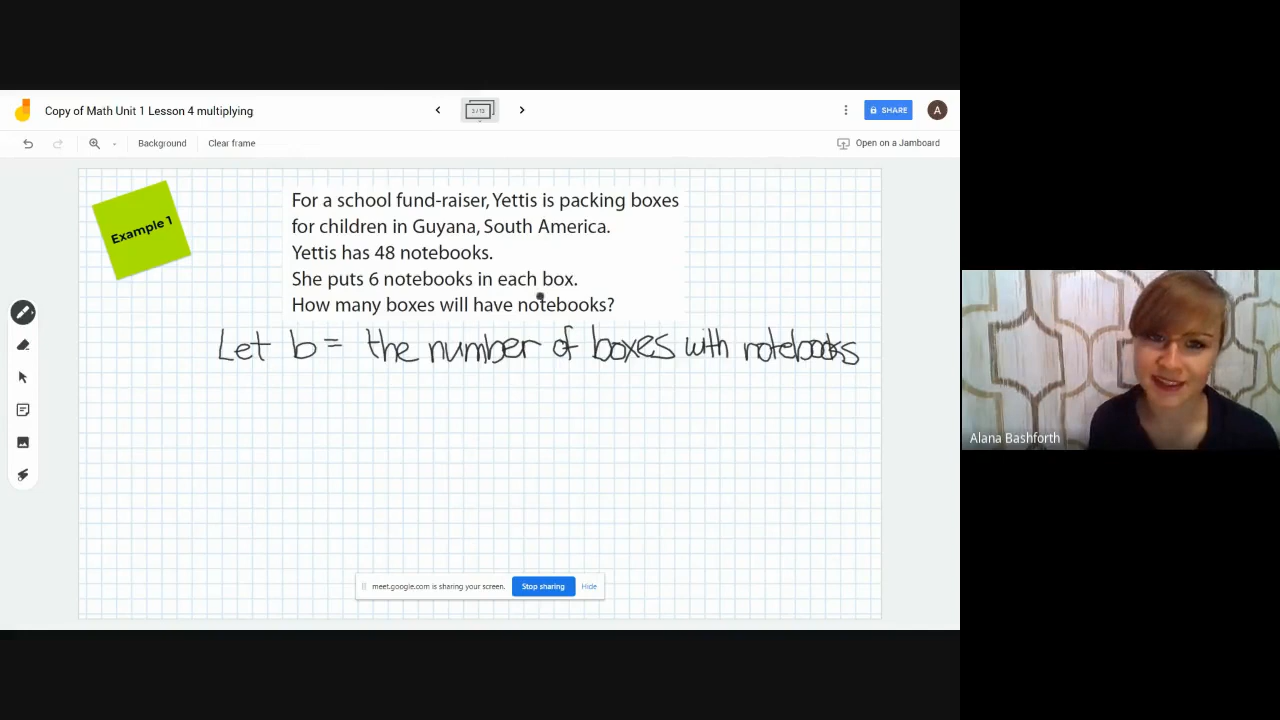 Copy of Math Unit 1 Lesson 4 multiplying
SHARE
A
Background
Clear frame
Open on a Jamboard
Example 1
For a school fund-raiser, Yettis is packing boxes
for children in Guyana, South America.
Yettis has 48 notebooks.
She puts 6 notebooks in each box.
How many boxes will have notebooks?
Let b = the number of boxes with notebooks
Alana Bashforth
meet.google.com is sharing your screen.
Stop sharing
Hide